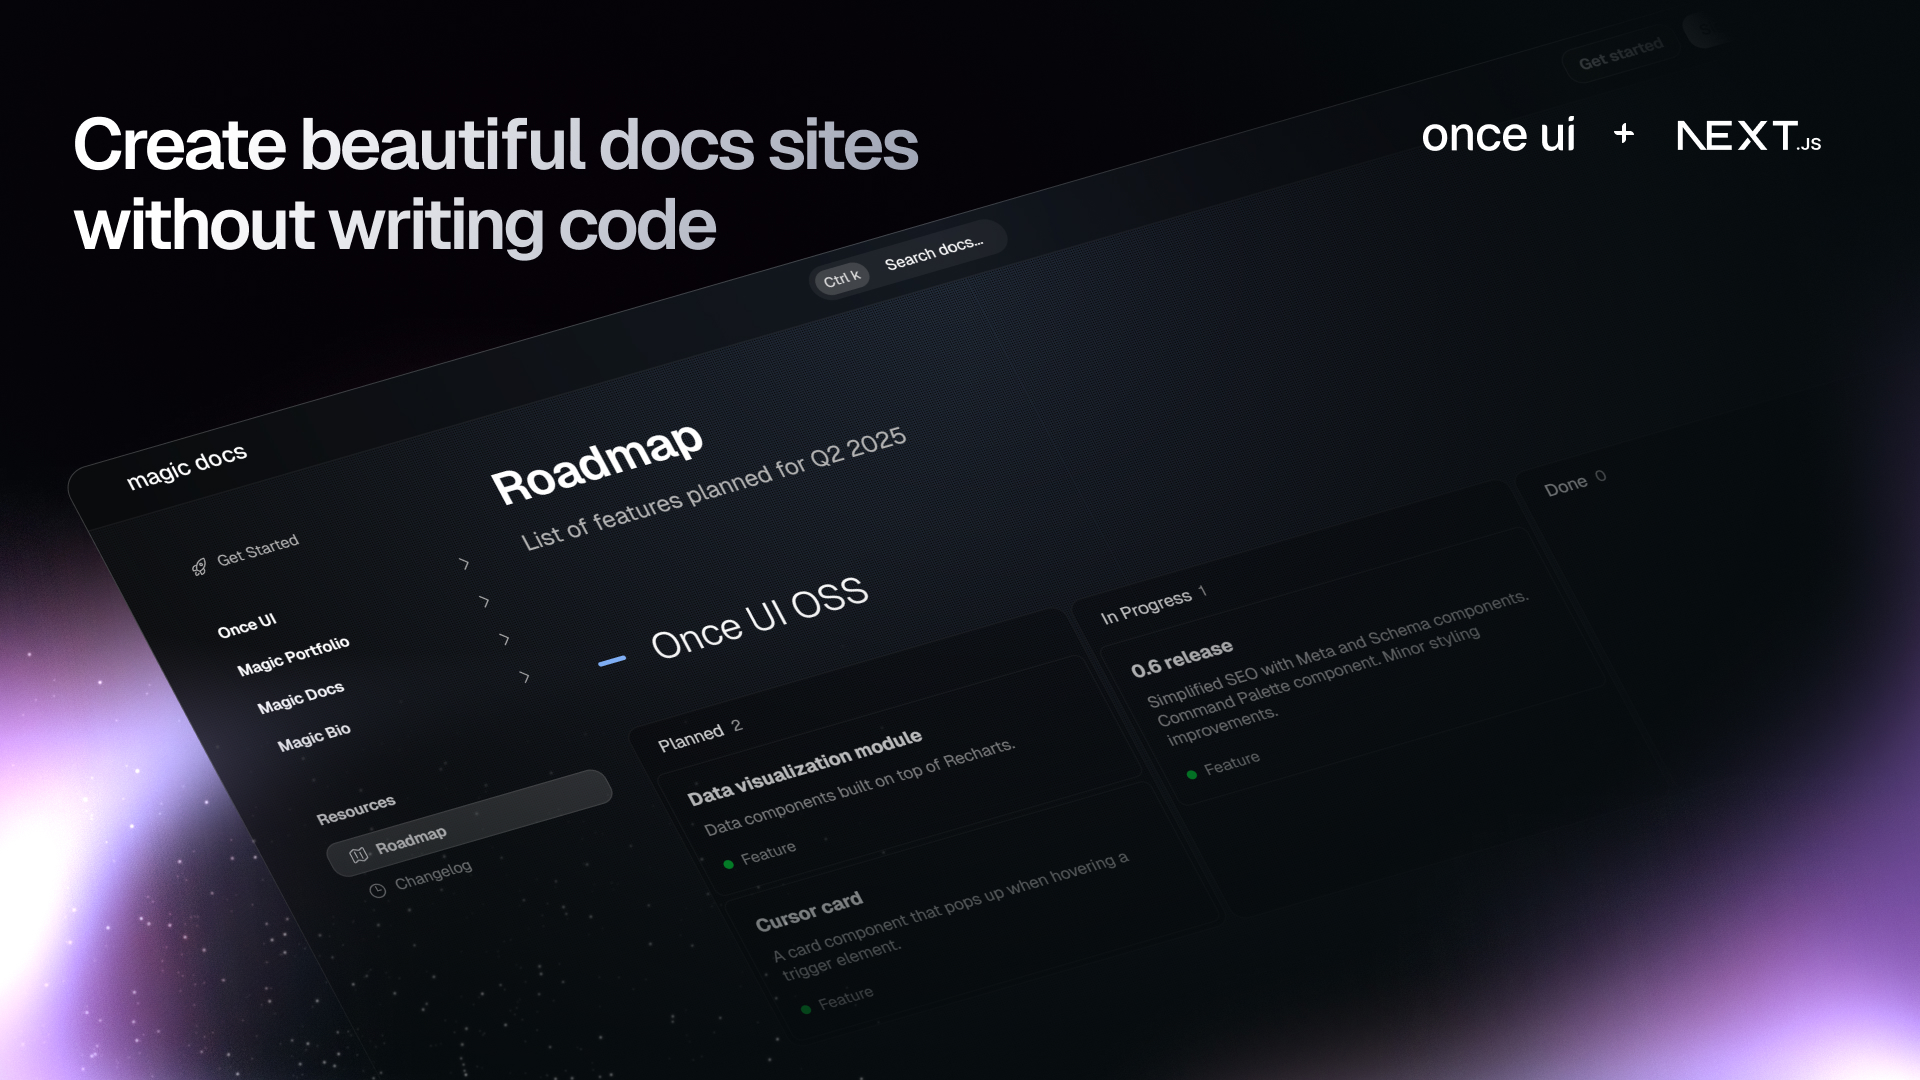 Create beautiful docs sites
without writing code
once ui + NEXT.JS
Get started
Ctrl k Search docs...
magic docs
Get Started
Once UI
Magic Portfolio
Magic Docs
Magic Bio
Resources
Roadmap
Changelog
Roadmap
List of features planned for Q2 2025
Once UI OSS
Planned 2
Data visualization module
Data components built on top of Recharts.
Feature
Cursor card
A card component that pops up when hovering a
trigger element.
Feature
In Progress 1
0.6 release
Simplified SEO with Meta and Schema components.
Command Palette component. Minor styling
improvements.
Feature
Done 0